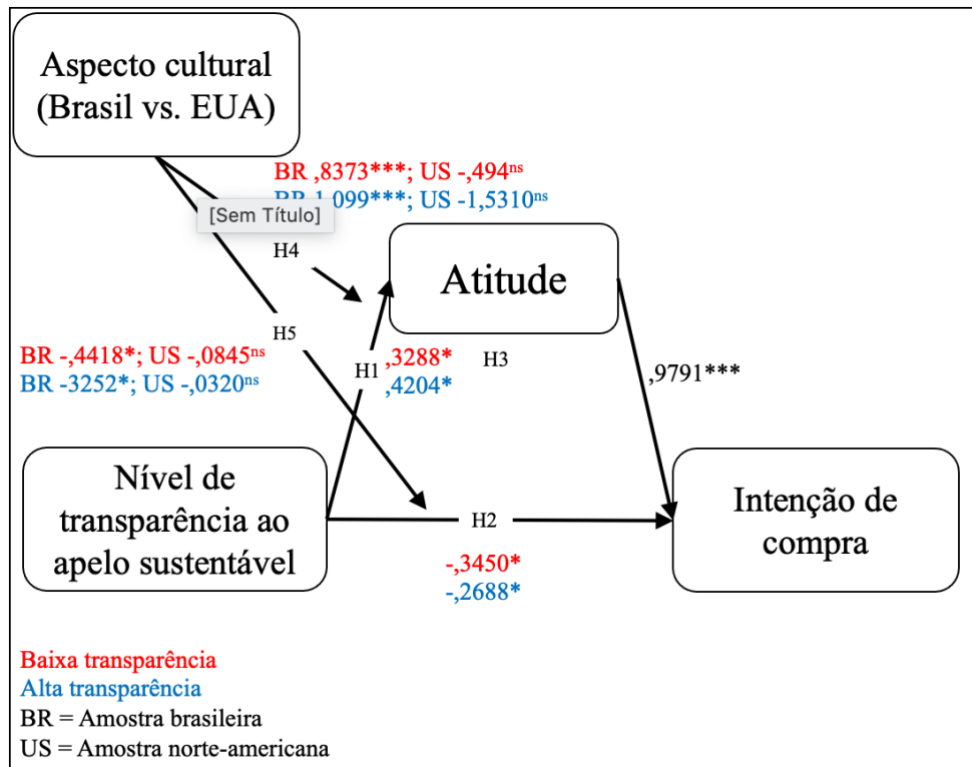 Aspecto cultural
(Brasil vs. EUA)
BR ,8373***; US -,494ns
BR 1,099***; US -1,5310ns
[Sem Título]
H4
Atitude
H5
BR -,4418*; US -,0845ns
BR -3252*; US -,0320ns
H1
,3288*
,4204*
H3
,9791***
Nível de
transparência ao
apelo sustentável
H2
Intenção de
compra
-,3450*
-,2688*
Baixa transparência
Alta transparência
BR = Amostra brasileira
US = Amostra norte-americana